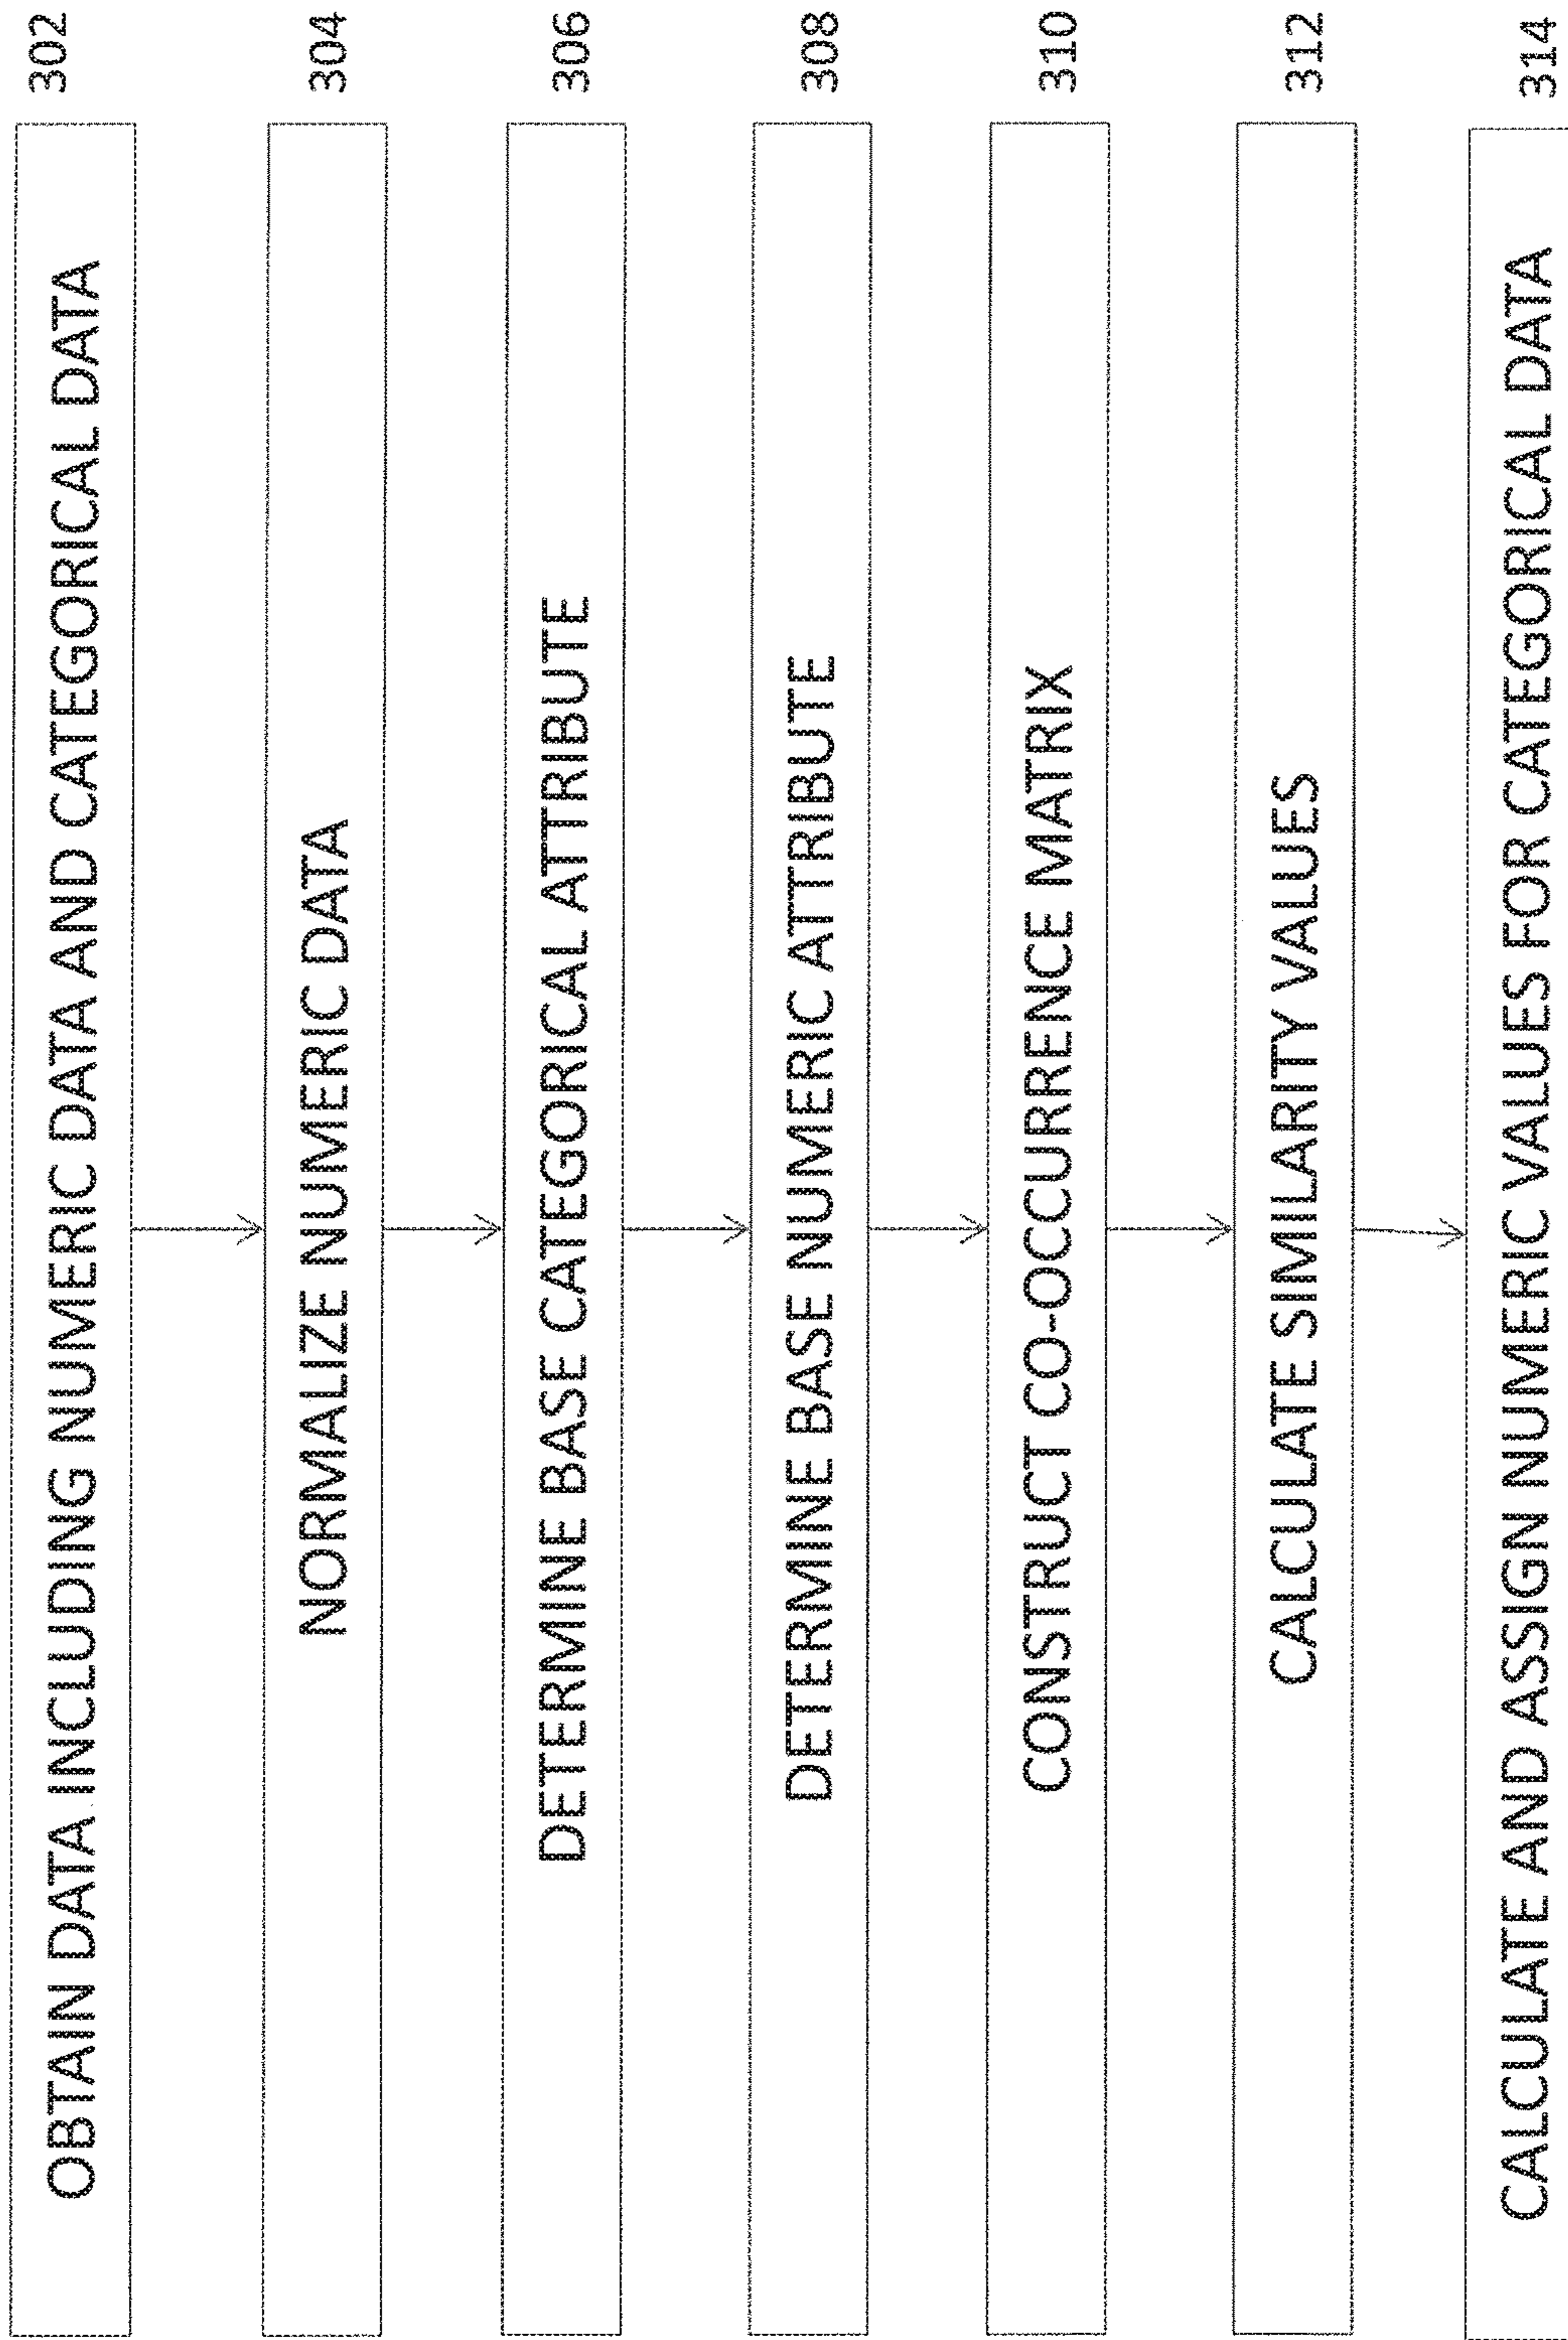 OBTAIN DATA INCLUDING NUMERIC DATA AND CATEGORICAL DATA
302
NORMALIZE NUMERIC DATA
304
DETERMINE BASE CATEGORICAL ATTRIBUTE
306
DETERMINE BASE NUMERIC ATTRIBUTE
308
CONSTRUCT CO-OCCURRENCE MATRIX
310
CALCULATE SIMILARITY VALUES
312
CALCULATE AND ASSIGN NUMERIC VALUES FOR CATEGORICAL DATA
314